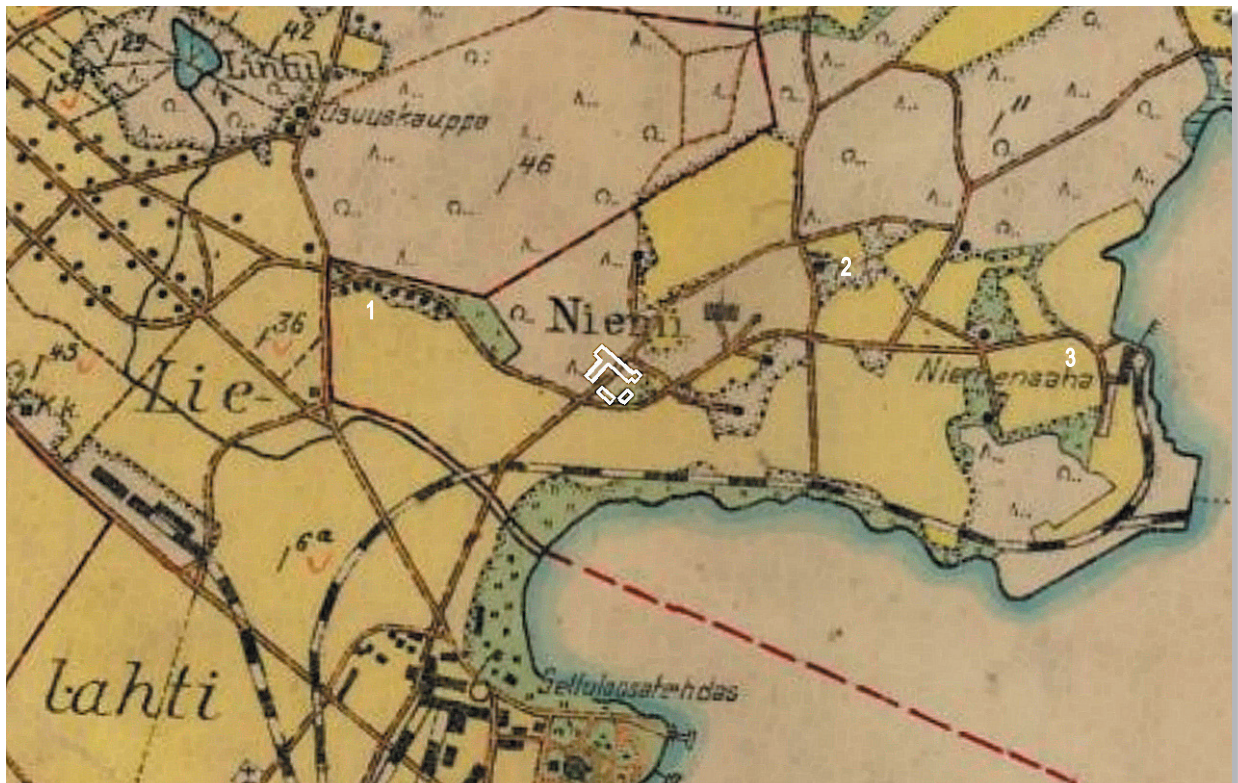 29
42
Lintu
Osuuskauppa
46
11
2
1
Niemi
36
3
45
Niemensaha
Lie-
K.k.
6a
lahti
Selluloosatehdas